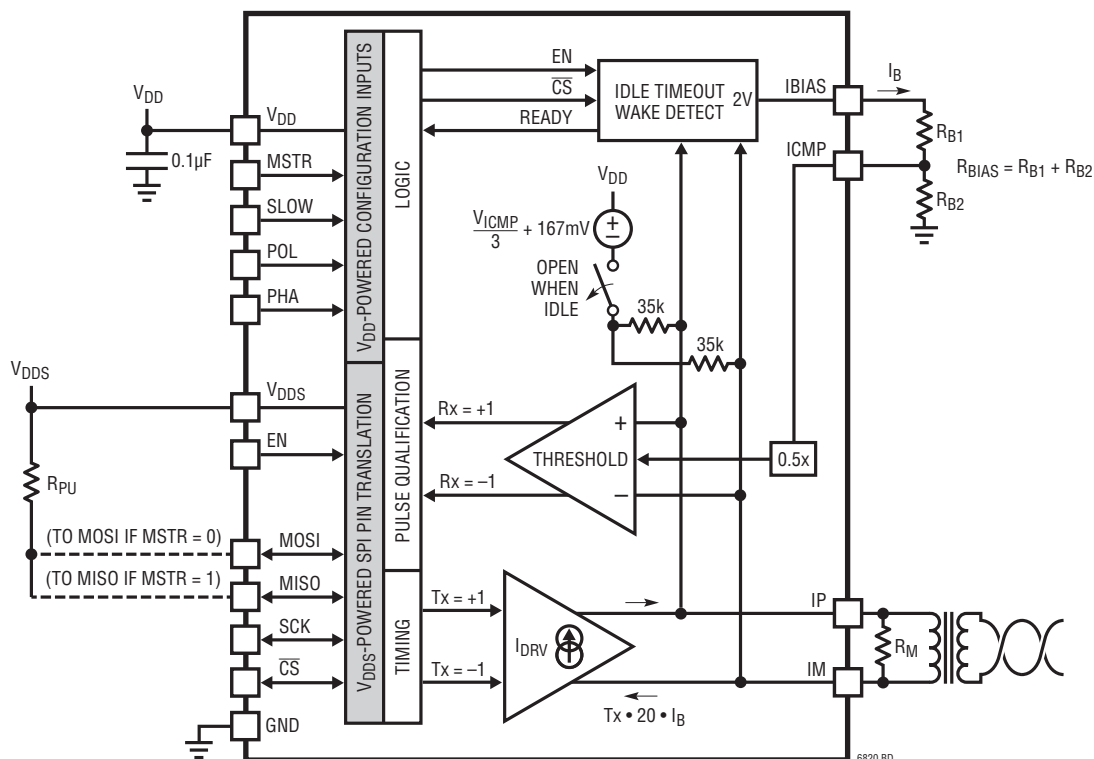 EN
CS
READY
IDLE TIMEOUT
WAKE DETECT
2V
IBIAS
IB
RB1
ICMP
RBIAS = RB1 + RB2
RB2
VDD
VDD
0.1µF
MSTR
SLOW
POL
PHA
VDD-POWERED CONFIGURATION INPUTS
LOGIC
VDD
VICMP
3
+ 167mV
+
−
OPEN
WHEN
IDLE
35k
35k
VDDS
VDDS
EN
RPU
VDDS-POWERED SPI PIN TRANSLATION
PULSE QUALIFICATION
Rx = +1
Rx = –1
+
THRESHOLD
−
0.5x
(TO MOSI IF MSTR = 0)
MOSI
(TO MISO IF MSTR = 1)
MISO
SCK
CS
GND
TIMING
Tx = +1
Tx = –1
IDRV
IP
RM
IM
Tx • 20 • IB
6820 BD